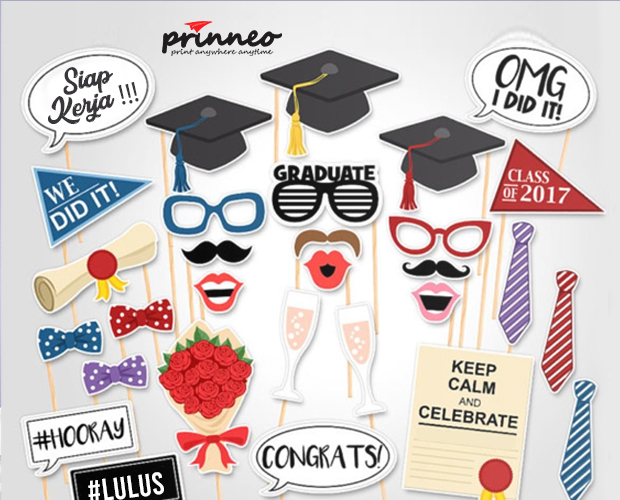 prinneo
print anywhere anytime
Siap
Kerja !!!
OMG
I DID IT!
WE
DID IT!
GRADUATE
CLASS
OF 2017
KEEP
CALM
AND
CELEBRATE
#HOORAY
CONGRATS!
#LULUS